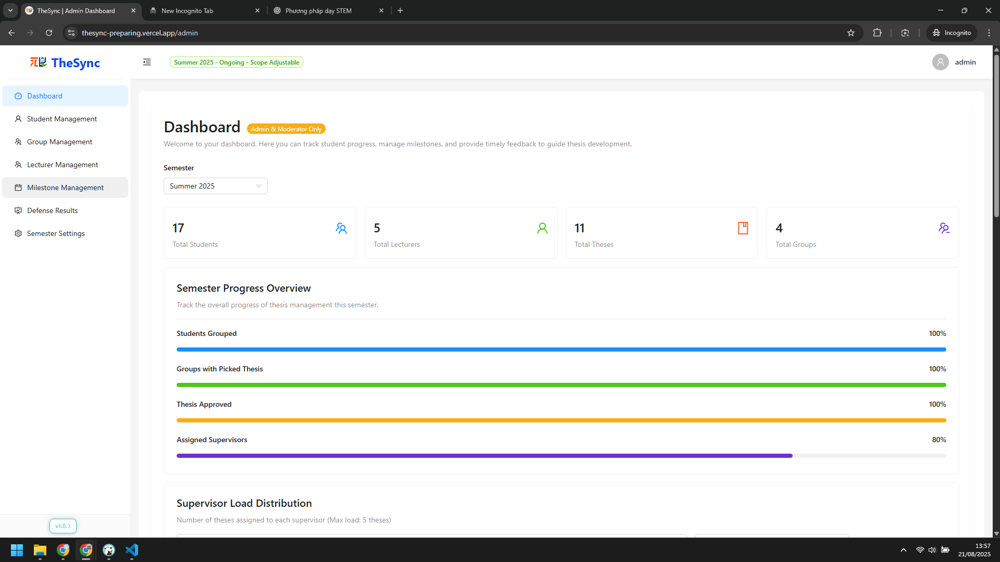 TheSync | Admin Dashboard
New Incognito Tab
Phương pháp dạy STEM
thesync-preparing.vercel.app/admin
Incognito
TheSync
Summer 2025 - Ongoing - Scope Adjustable
admin
Dashboard
Student Management
Group Management
Lecturer Management
Milestone Management
Defense Results
Semester Settings
v1.0.3
Dashboard
Admin & Moderator Only
Welcome to your dashboard. Here you can track student progress, manage milestones, and provide timely feedback to guide thesis development.
Semester
Summer 2025
17
Total Students
5
Total Lecturers
11
Total Theses
4
Total Groups
Semester Progress Overview
Track the overall progress of thesis management this semester.
Students Grouped
100%
Groups with Picked Thesis
100%
Thesis Approved
100%
Assigned Supervisors
80%
Supervisor Load Distribution
Number of theses assigned to each supervisor (Max load: 5 theses)
13:57
21/08/2025